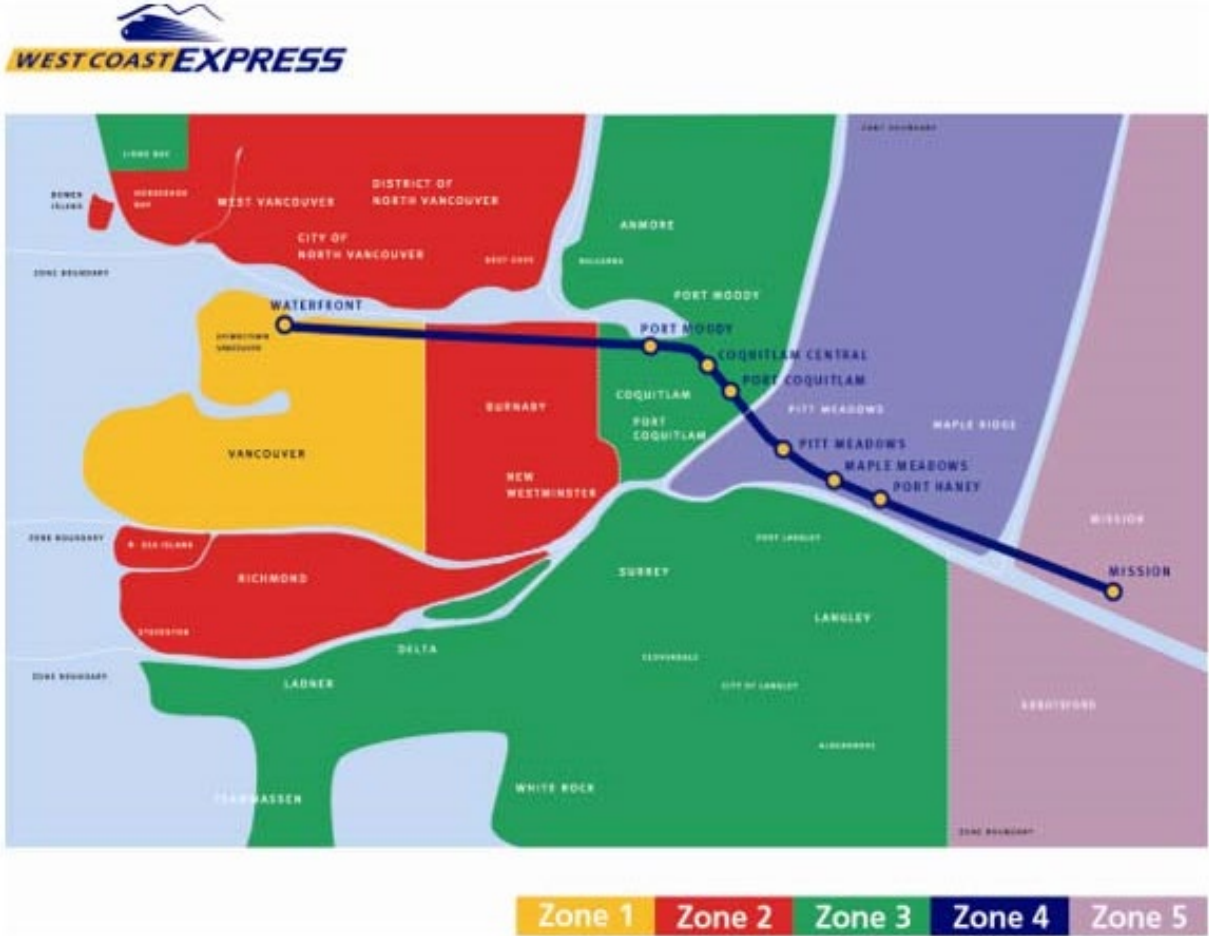 WEST COAST EXPRESS
LIONS BAY
BOWEN
ISLAND
HORSESHOE
BAY
WEST VANCOUVER
DISTRICT OF
NORTH VANCOUVER
CITY OF
NORTH VANCOUVER
DEEP COVE
ZONE BOUNDARY
ANMORE
BELCARRA
PORT MOODY
ZONE BOUNDARY
WATERFRONT
DOWNTOWN
VANCOUVER
PORT MOODY
COQUITLAM CENTRAL
PORT COQUITLAM
COQUITLAM
PORT
COQUITLAM
BURNABY
VANCOUVER
NEW
WESTMINSTER
PITT MEADOWS
MAPLE RIDGE
PITT MEADOWS
MAPLE MEADOWS
PORT HANEY
MISSION
MISSION
ZONE BOUNDARY
SEA ISLAND
RICHMOND
STEVESTON
ZONE BOUNDARY
DELTA
LADNER
SURREY
PORT LANGLEY
LANGLEY
CLOVERDALE
CITY OF LANGLEY
ALDERGROVE
ABBOTSFORD
TSAWWASSEN
WHITE ROCK
ZONE BOUNDARY
Zone 1 Zone 2 Zone 3 Zone 4 Zone 5